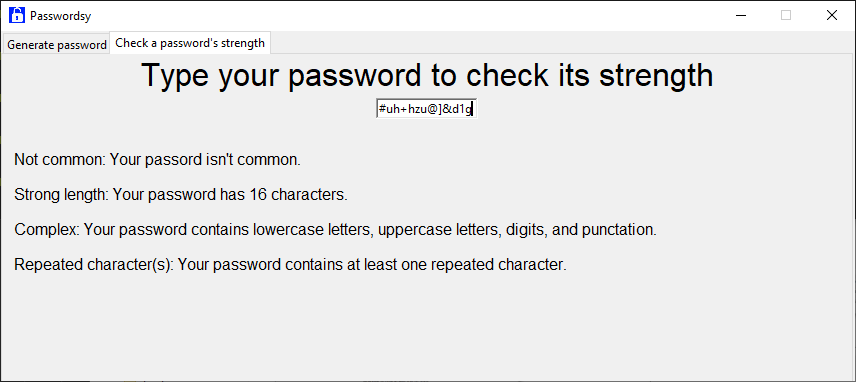 Passwordsy
Generate password
Check a password's strength
Type your password to check its strength
#uh+hzu@]&d1g
Not common: Your passord isn't common.
Strong length: Your password has 16 characters.
Complex: Your password contains lowercase letters, uppercase letters, digits, and punctation.
Repeated character(s): Your password contains at least one repeated character.